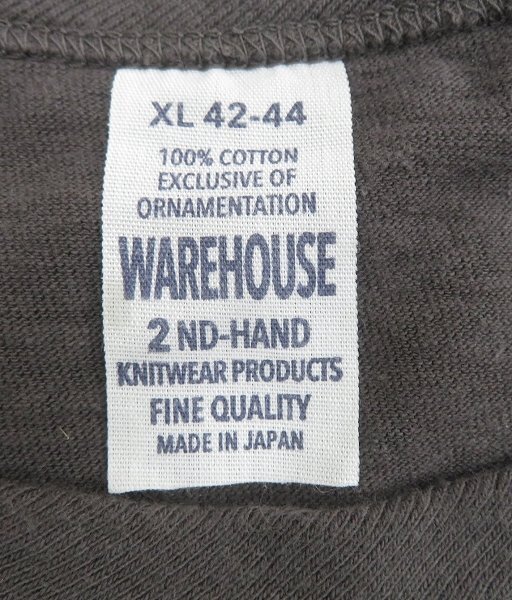 XL 42-44
100% COTTON
EXCLUSIVE OF
ORNAMENTATION
WAREHOUSE
2 ND-HAND
KNITWEAR PRODUCTS
FINE QUALITY
MADE IN JAPAN